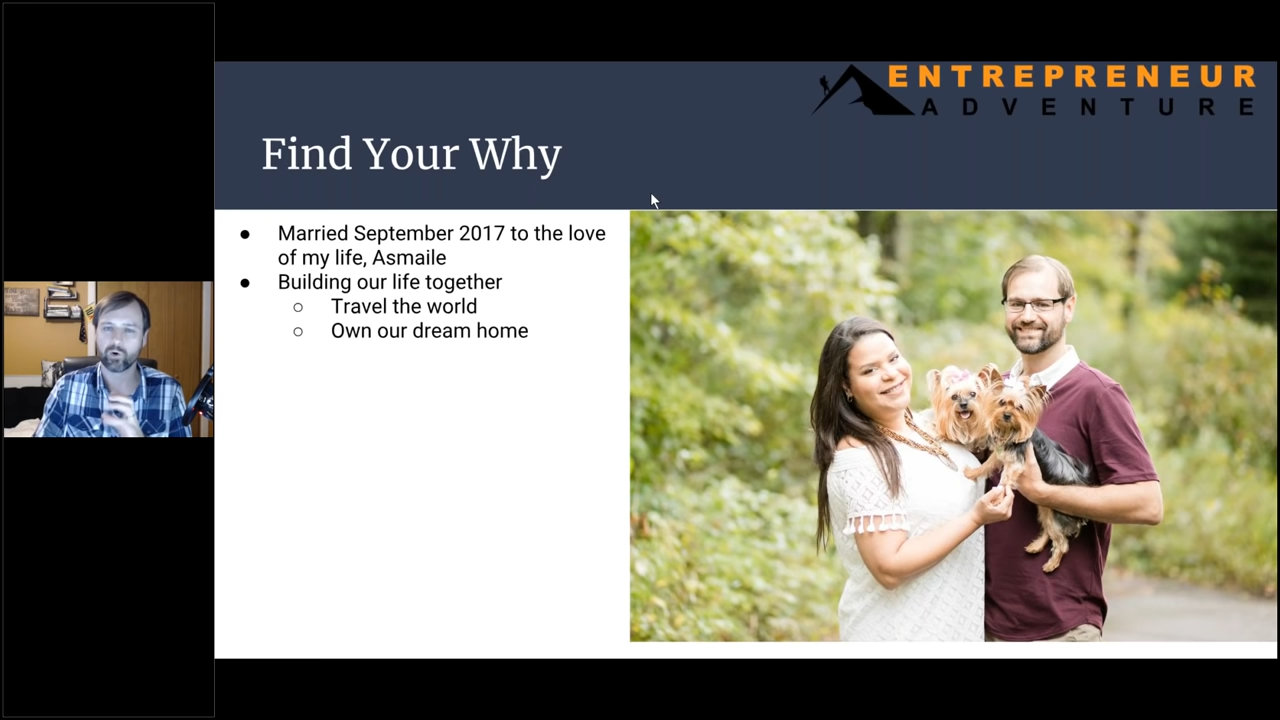 ENTREPRENEUR
ADVENTURE
Find Your Why
● Married September 2017 to the love
of my life, Asmaile
● Building our life together
○ Travel the world
○ Own our dream home